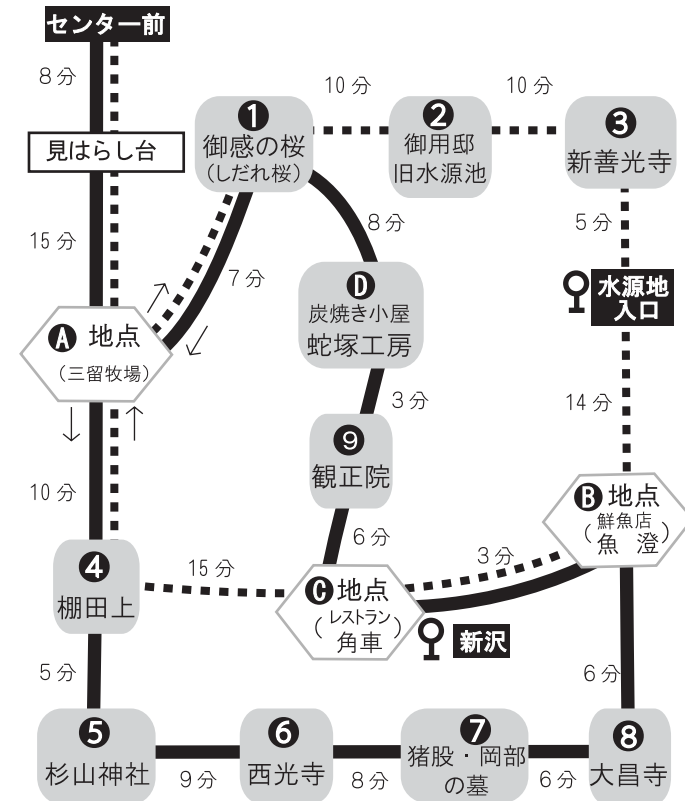 センター前
8分
見はらし台
15分
A 地点
（三留牧場）
↓ ↑
10分
❶
御感の桜
（しだれ桜）
10分
❷
御用邸
旧水源池
10分
❸
新善光寺
5分
水源地
入口
14分
B 地点
（鮮魚店
魚 澄）
7分
8分
D
炭焼き小屋
蛇塚工房
3分
❾
観正院
6分
C 地点
（レストラン
角車）
新沢
3分
15分
❹
棚田上
5分
❺
杉山神社
9分
❻
西光寺
8分
❼
猪股・岡部
の墓
6分
❽
大昌寺
6分